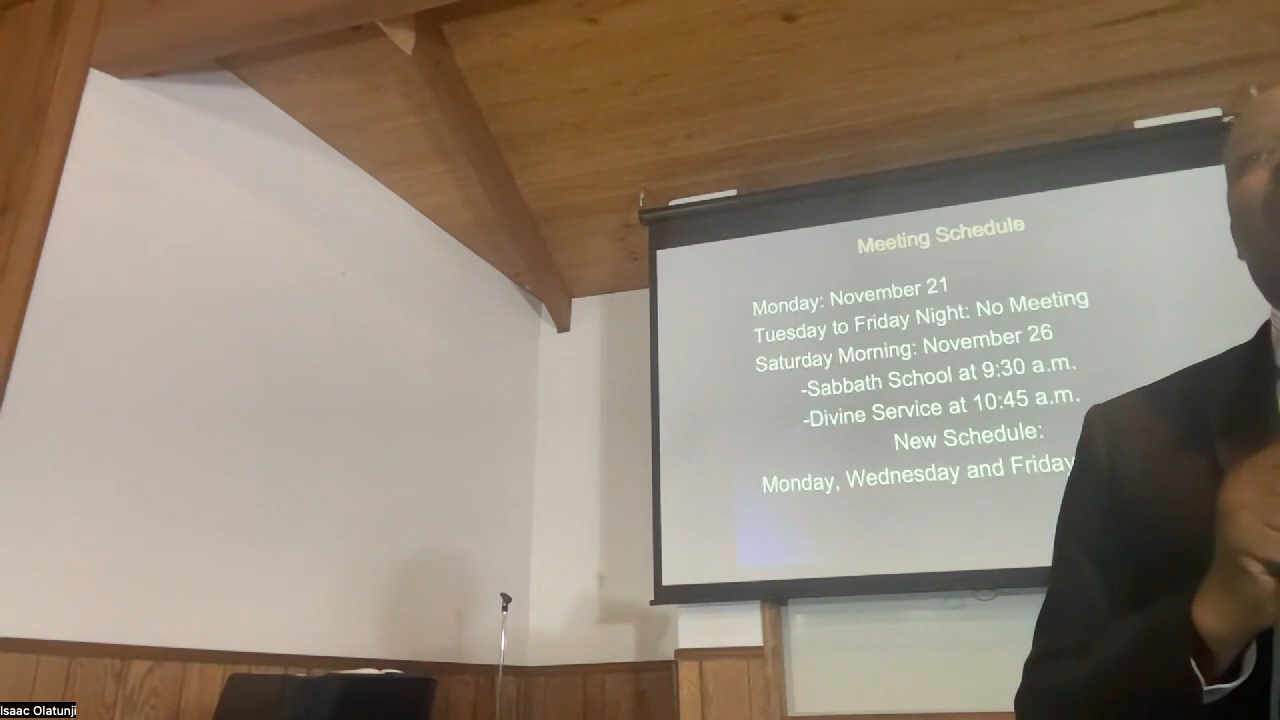 Meeting Schedule
Monday: November 21
Tuesday to Friday Night: No Meeting
Saturday Morning: November 26
-Sabbath School at 9:30 a.m.
-Divine Service at 10:45 a.m.
New Schedule:
Monday, Wednesday and Friday
Isaac Olatunji